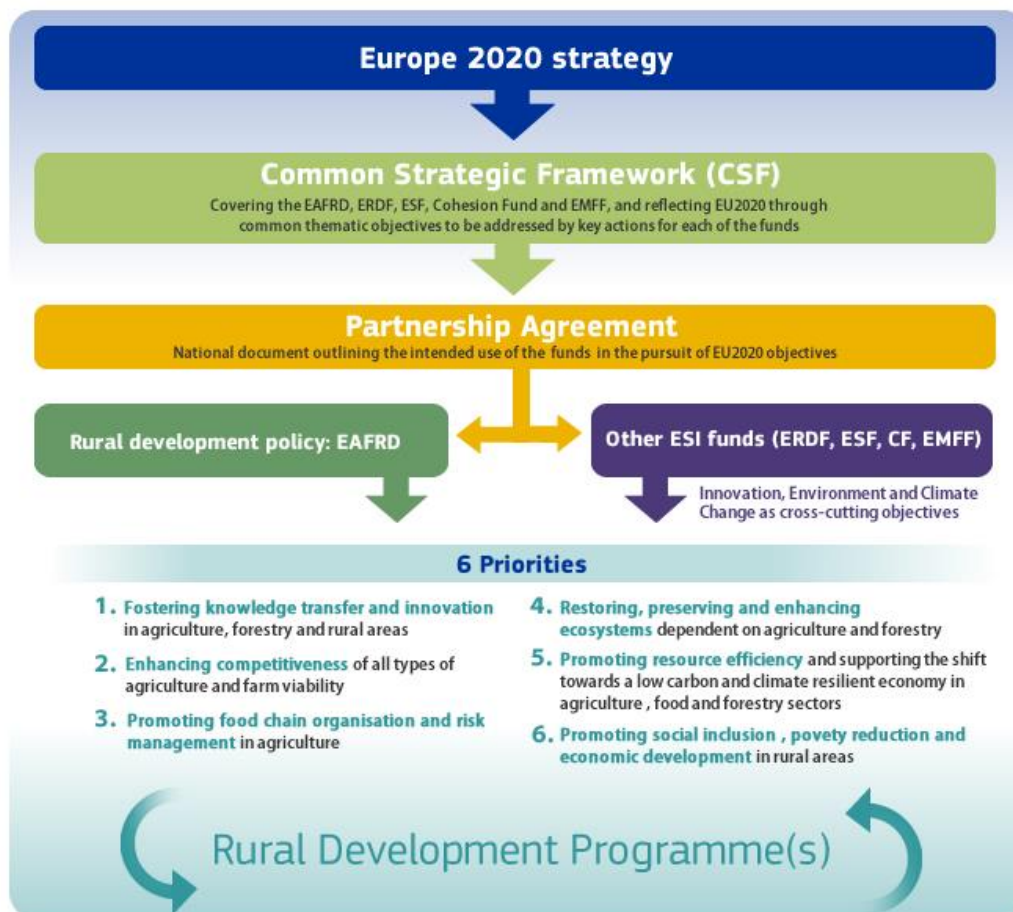 Europe 2020 strategy
Common Strategic Framework (CSF)
Covering the EAFRD, ERDF, ESF, Cohesion Fund and EMFF, and reflecting EU2020 through
common thematic objectives to be addressed by key actions for each of the funds
Partnership Agreement
National document outlining the intended use of the funds in the pursuit of EU2020 objectives
Rural development policy: EAFRD
Other ESI funds (ERDF, ESF, CF, EMFF)
Innovation, Environment and Climate
Change as cross-cutting objectives
6 Priorities
1. Fostering knowledge transfer and innovation
in agriculture, forestry and rural areas
2. Enhancing competitiveness of all types of
agriculture and farm viability
3. Promoting food chain organisation and risk
management in agriculture
4. Restoring, preserving and enhancing
ecosystems dependent on agriculture and forestry
5. Promoting resource efficiency and supporting the shift
towards a low carbon and climate resilient economy in
agriculture , food and forestry sectors
6. Promoting social inclusion , povety reduction and
economic development in rural areas
Rural Development Programme(s)